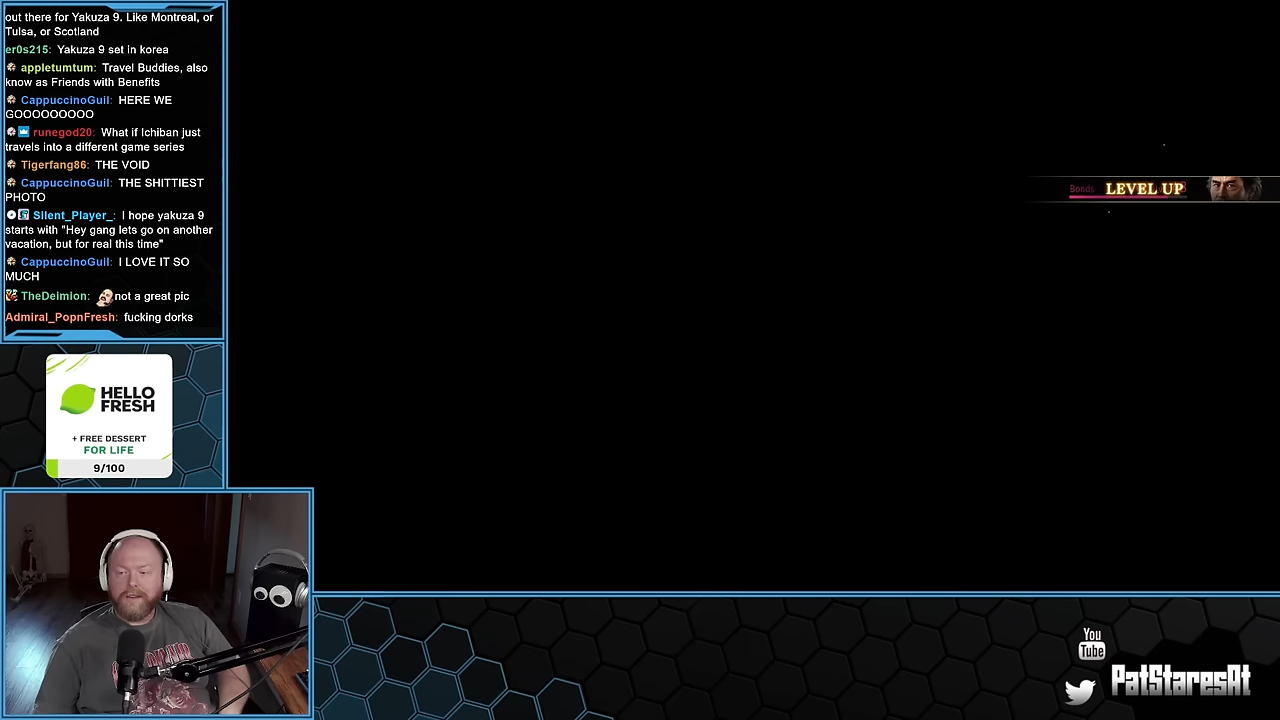 out there for Yakuza 9. Like Montreal, or
Tulsa, or Scotland
er0s215: Yakuza 9 set in korea
appletumtum: Travel Buddies, also
know as Friends with Benefits
CappuccinoGuil: HERE WE
GOOOOOOOOO
runegod20: What if Ichiban just
travels into a different game series
Tigerfang86: THE VOID
CappuccinoGuil: THE SHITTIEST
PHOTO
Silent_Player_: I hope yakuza 9
starts with "Hey gang lets go on another
vacation, but for real this time"
CappuccinoGuil: I LOVE IT SO
MUCH
TheDelmion: not a great pic
Admiral_PopnFresh: fucking dorks
Bonds LEVEL UP
HELLO
FRESH
+ FREE DESSERT
FOR LIFE
9/100
You
Tube
PatStaresAt